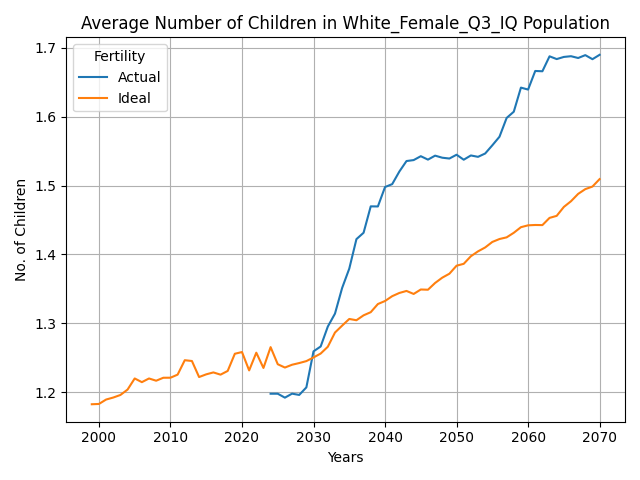 Average Number of Children in White_Female_Q3_IQ Population
Fertility
Actual
Ideal
No. of Children
1.7
1.6
1.5
1.4
1.3
1.2
2000 2010 2020 2030 2040 2050 2060 2070
Years